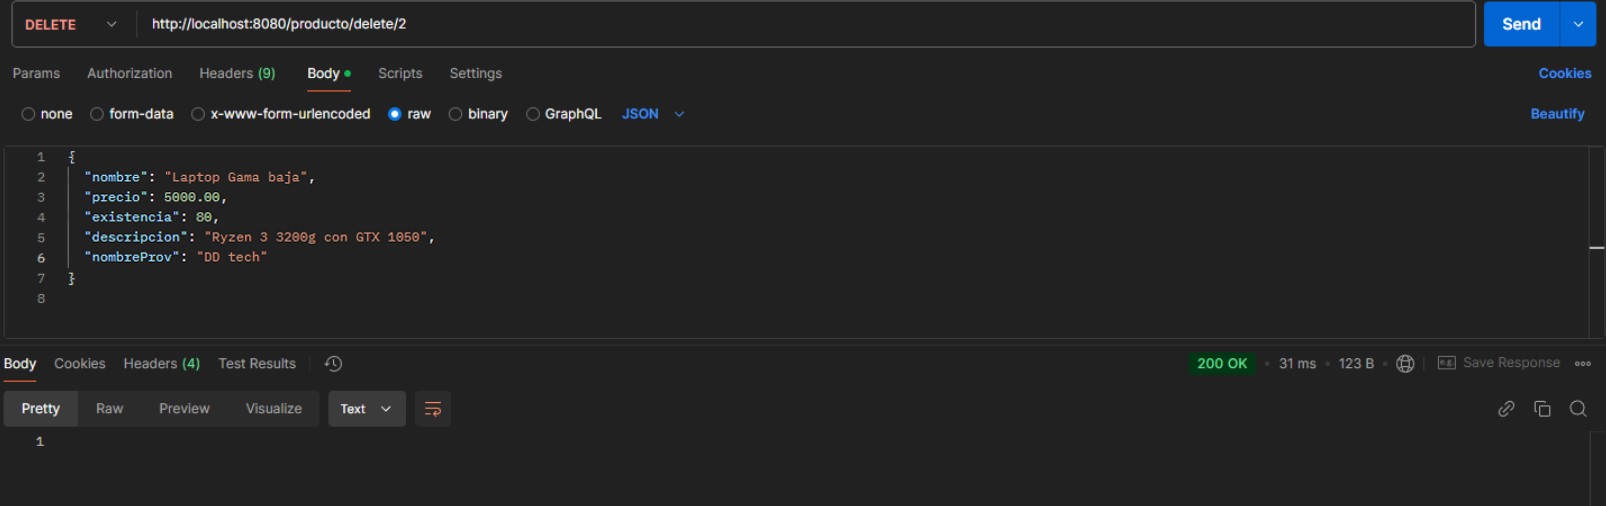 DELETE http://localhost:8080/producto/delete/2 Send
Params Authorization Headers (9) Body Scripts Settings Cookies
none form-data x-www-form-urlencoded raw binary GraphQL JSON Beautify
1 {
2 "nombre": "Laptop Gama baja",
3 "precio": 5000.00,
4 "existencia": 80,
5 "descripcion": "Ryzen 3 3200g con GTX 1050",
6 "nombreProv": "DD tech"
7 }
8
Body Cookies Headers (4) Test Results 200 OK • 31 ms • 123 B • e.g. Save Response
Pretty Raw Preview Visualize Text
1